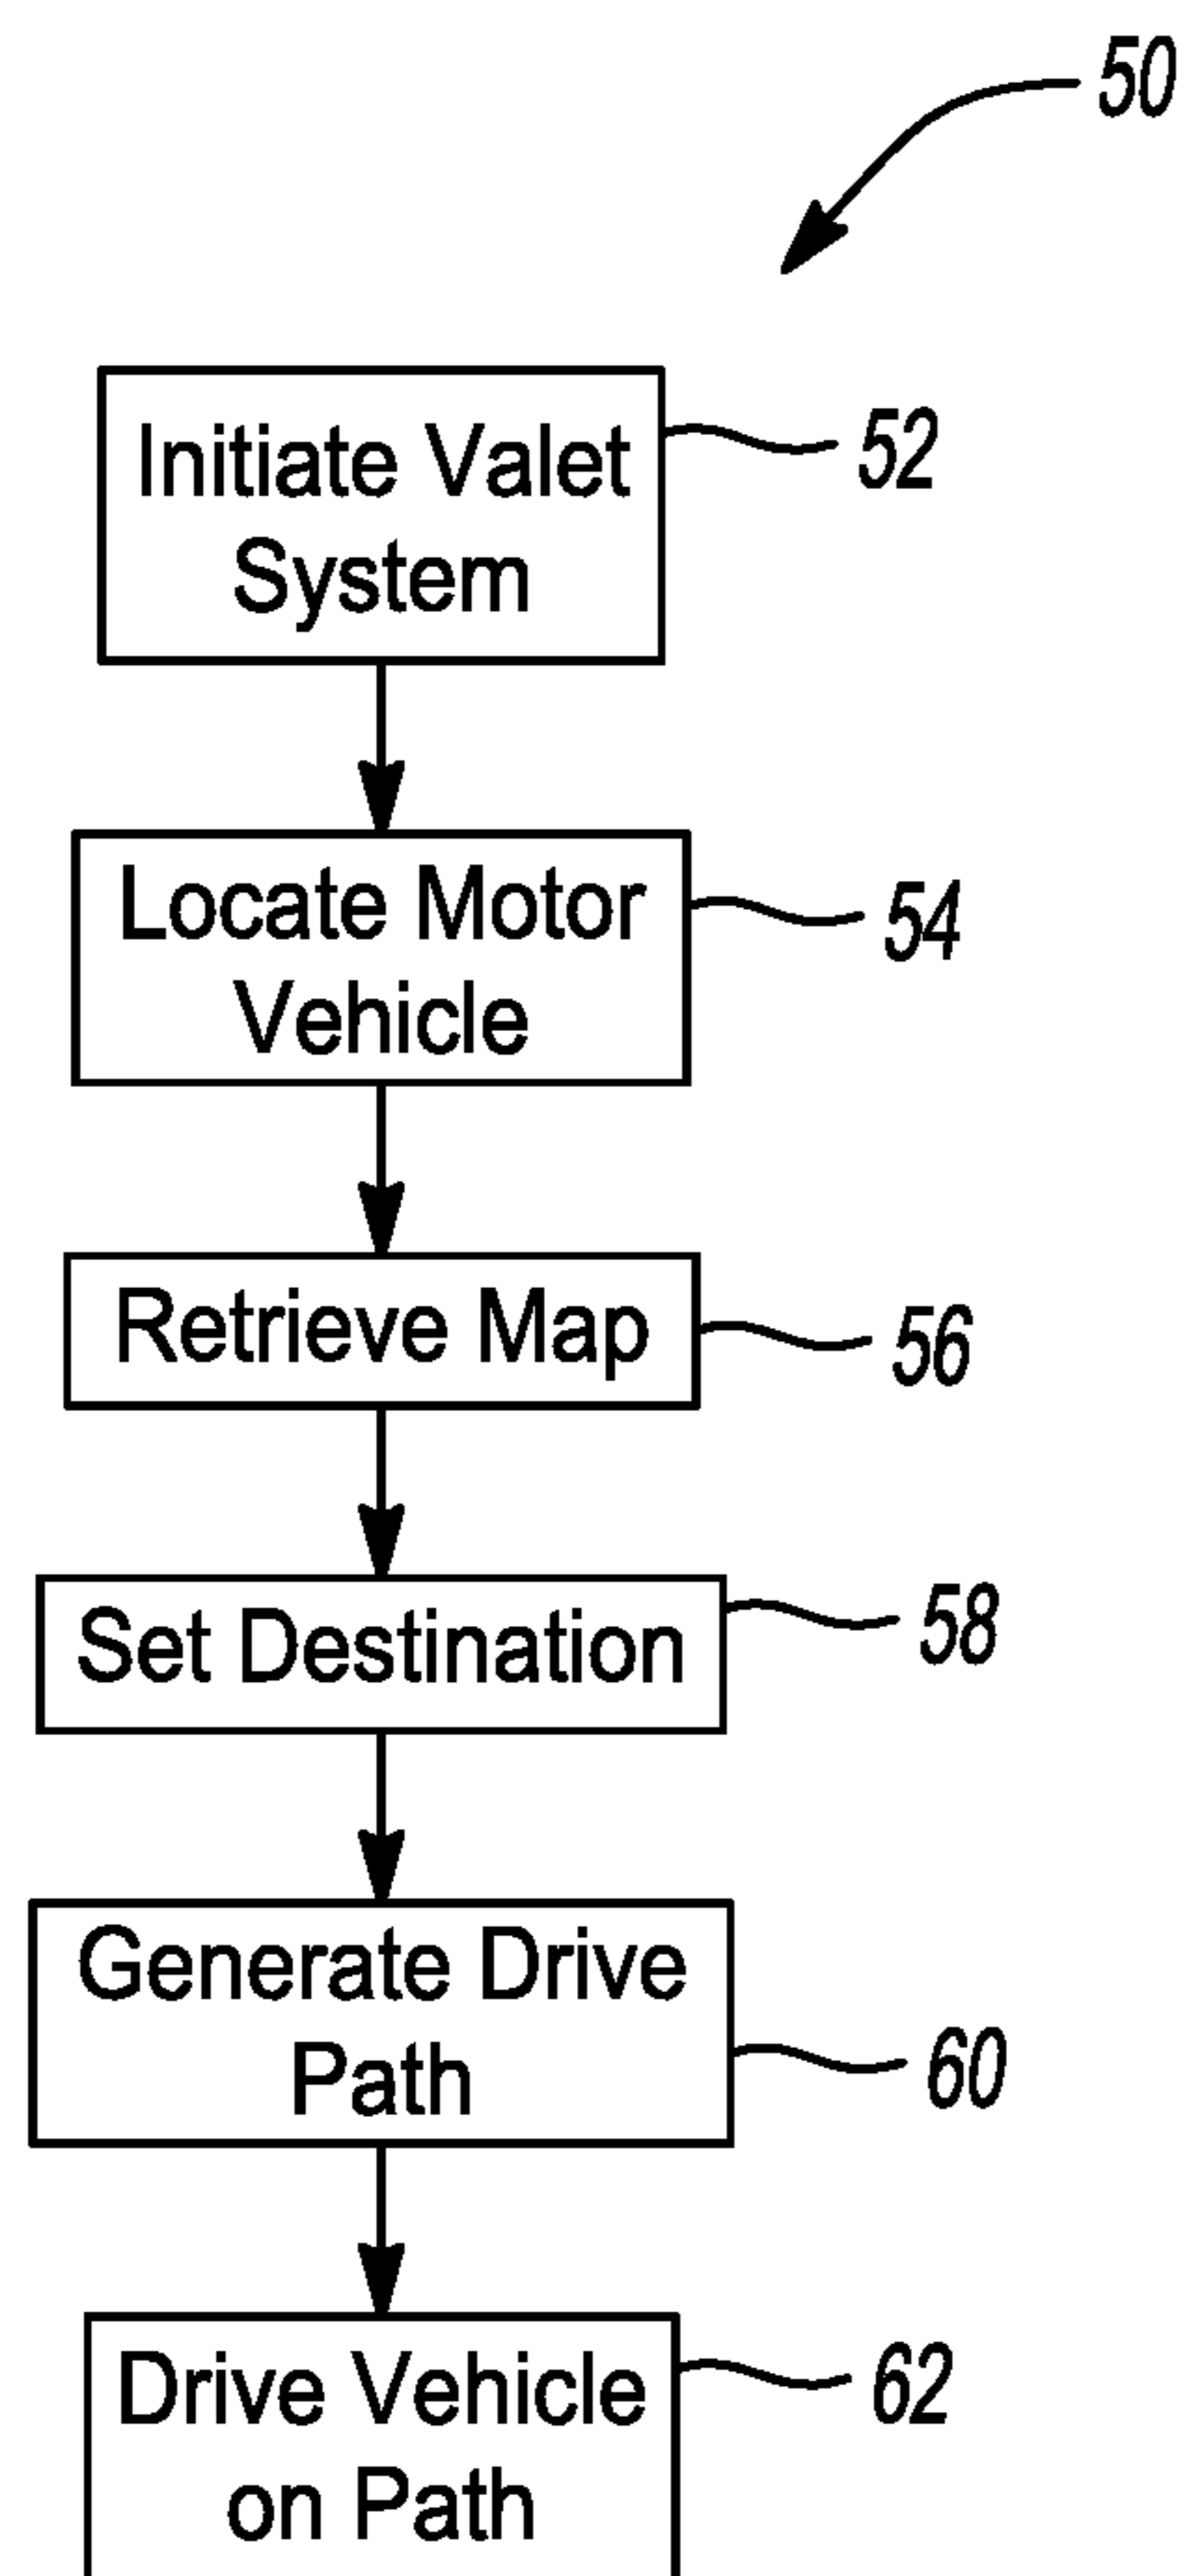 50
Initiate Valet
System
52
Locate Motor
Vehicle
54
Retrieve Map
56
Set Destination
58
Generate Drive
Path
60
Drive Vehicle
on Path
62